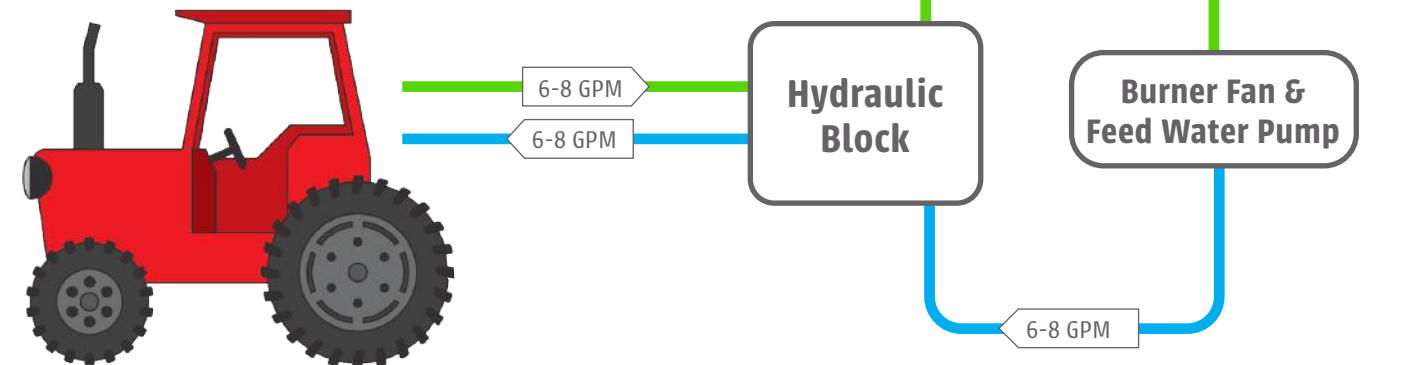 6-8 GPM
6-8 GPM
Hydraulic
Block
Burner Fan &
Feed Water Pump
6-8 GPM